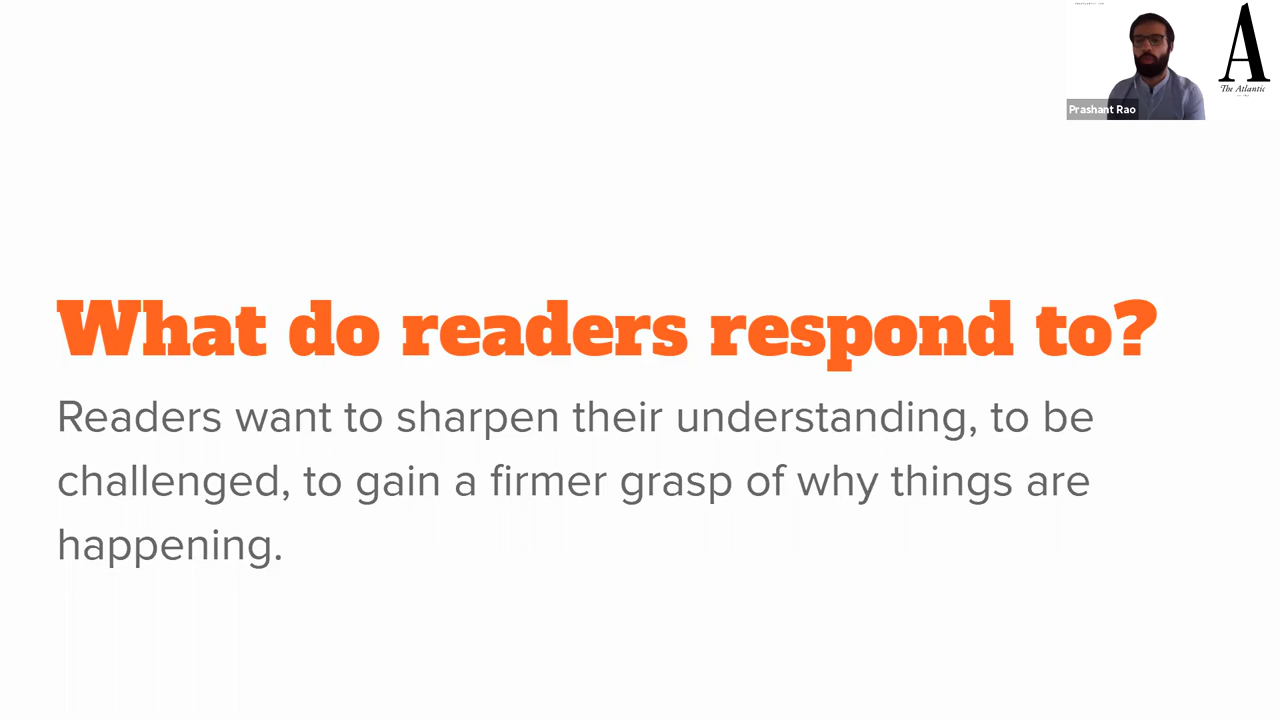 A
The Atlantic
Prashant Rao
What do readers respond to?
Readers want to sharpen their understanding, to be
challenged, to gain a firmer grasp of why things are
happening.